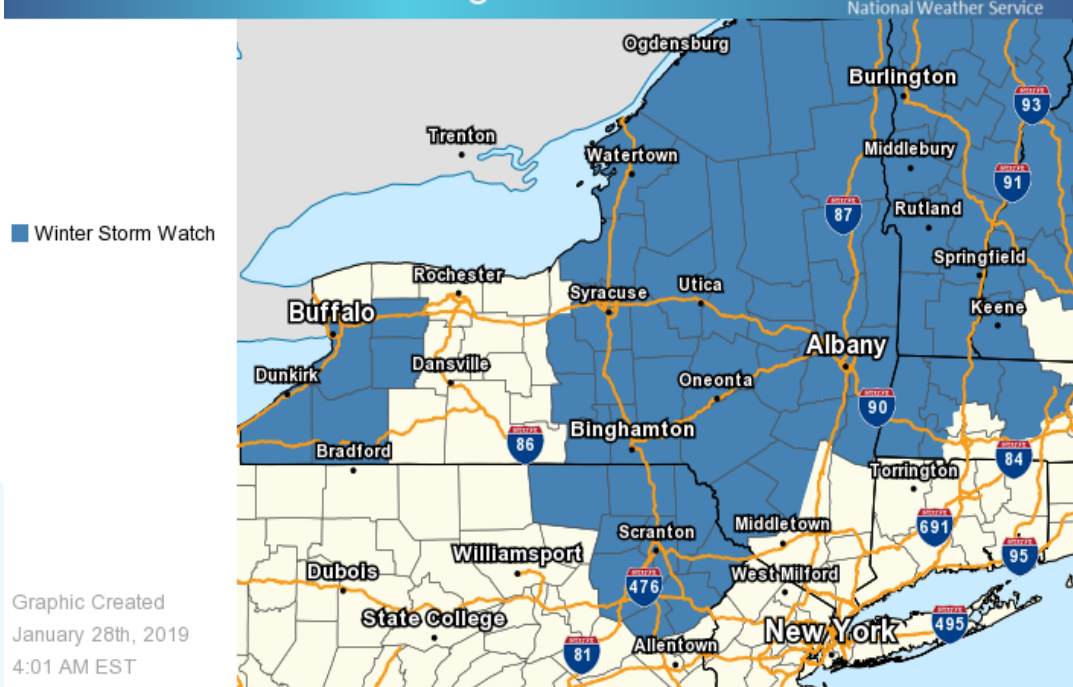 National Weather Service
Ogdensburg
Burlington
93
Trenton
Watertown
Middlebury
91
87
Rutland
Winter Storm Watch
Springfield
Rochester
Utica
Syracuse
Keene
Buffalo
Albany
Dansville
Dunkirk
Oneonta
90
Binghamton
86
Bradford
84
Torrington
Scranton
Middletown
691
Williamsport
95
Dubois
476
West Milford
Graphic Created
January 28th, 2019
4:01 AM EST
State College
New York
495
81
Allentown